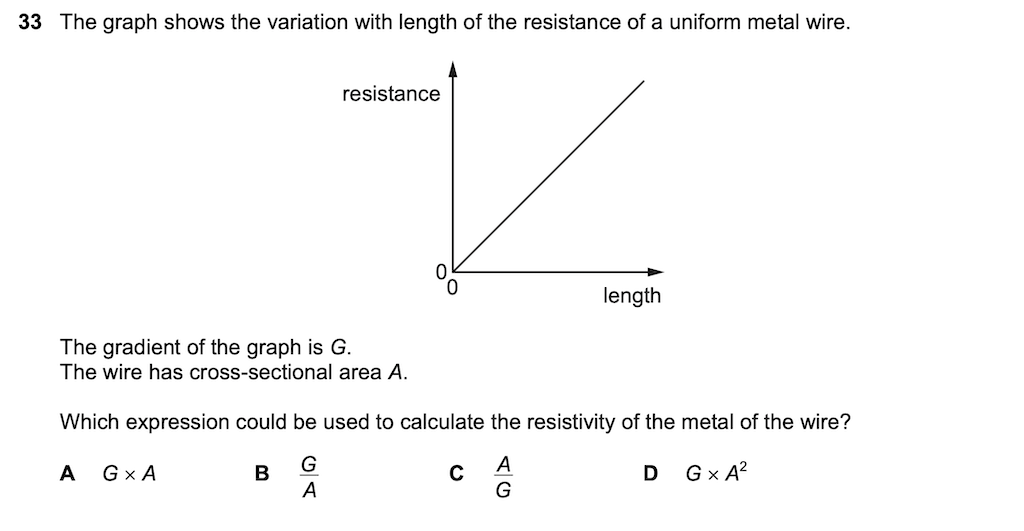 33 The graph shows the variation with length of the resistance of a uniform metal wire.
resistance
0
0
length
The gradient of the graph is G.
The wire has cross-sectional area A.
Which expression could be used to calculate the resistivity of the metal of the wire?
A G × A B G/A C A/G D G × A²